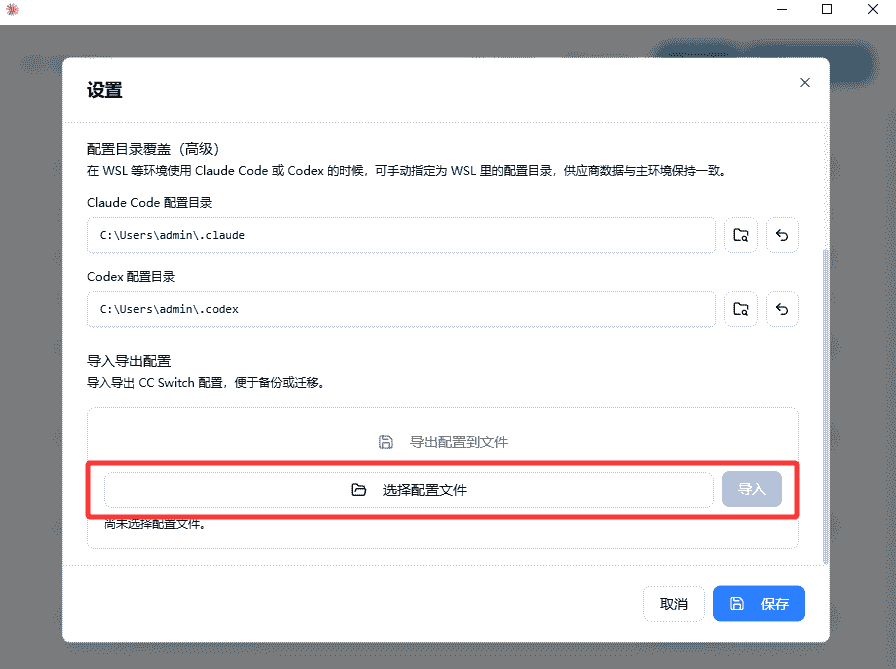 设置
配置目录覆盖（高级）
在 WSL 等环境使用 Claude Code 或 Codex 的时候，可手动指定为 WSL 里的配置目录，供应商数据与主环境保持一致。
Claude Code 配置目录
C:\Users\admin\.claude
Codex 配置目录
C:\Users\admin\.codex
导入导出配置
导入导出 CC Switch 配置，便于备份或迁移。
导出配置到文件
选择配置文件
导入
尚未选择配置文件。
取消
保存